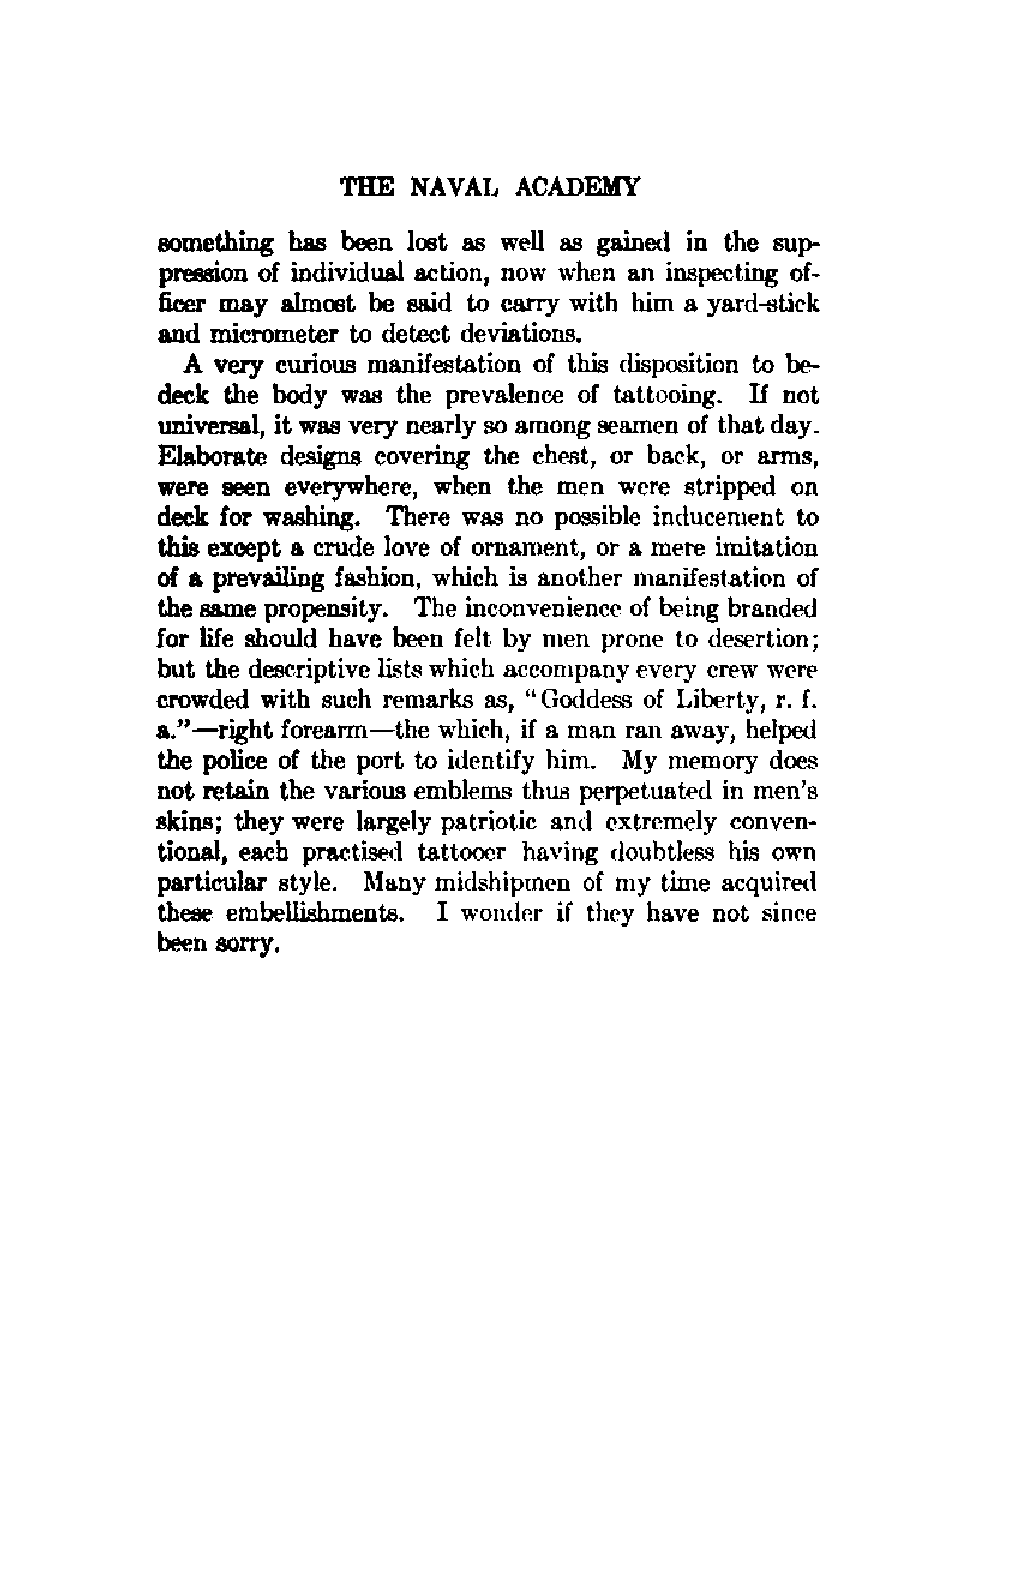 THE NAVAL ACADEMY
something has been lost as well as gained in the sup-
pression of individual action, now when an inspecting of-
ficer may almost be said to carry with him a yard-stick
and micrometer to detect deviations.
A very curious manifestation of this disposition to be-
deck the body was the prevalence of tattooing. If not
universal, it was very nearly so among seamen of that day.
Elaborate designs covering the chest, or back, or arms,
were seen everywhere, when the men were stripped on
deck for washing. There was no possible inducement to
this except a crude love of ornament, or a mere imitation
of a prevailing fashion, which is another manifestation of
the same propensity. The inconvenience of being branded
for life should have been felt by men prone to desertion;
but the descriptive lists which accompany every crew were
crowded with such remarks as, "Goddess of Liberty, r. f.
a."—right forearm—the which, if a man ran away, helped
the police of the port to identify him. My memory does
not retain the various emblems thus perpetuated in men's
skins; they were largely patriotic and extremely conven-
tional, each practised tattooer having doubtless his own
particular style. Many midshipmen of my time acquired
these embellishments. I wonder if they have not since
been sorry.